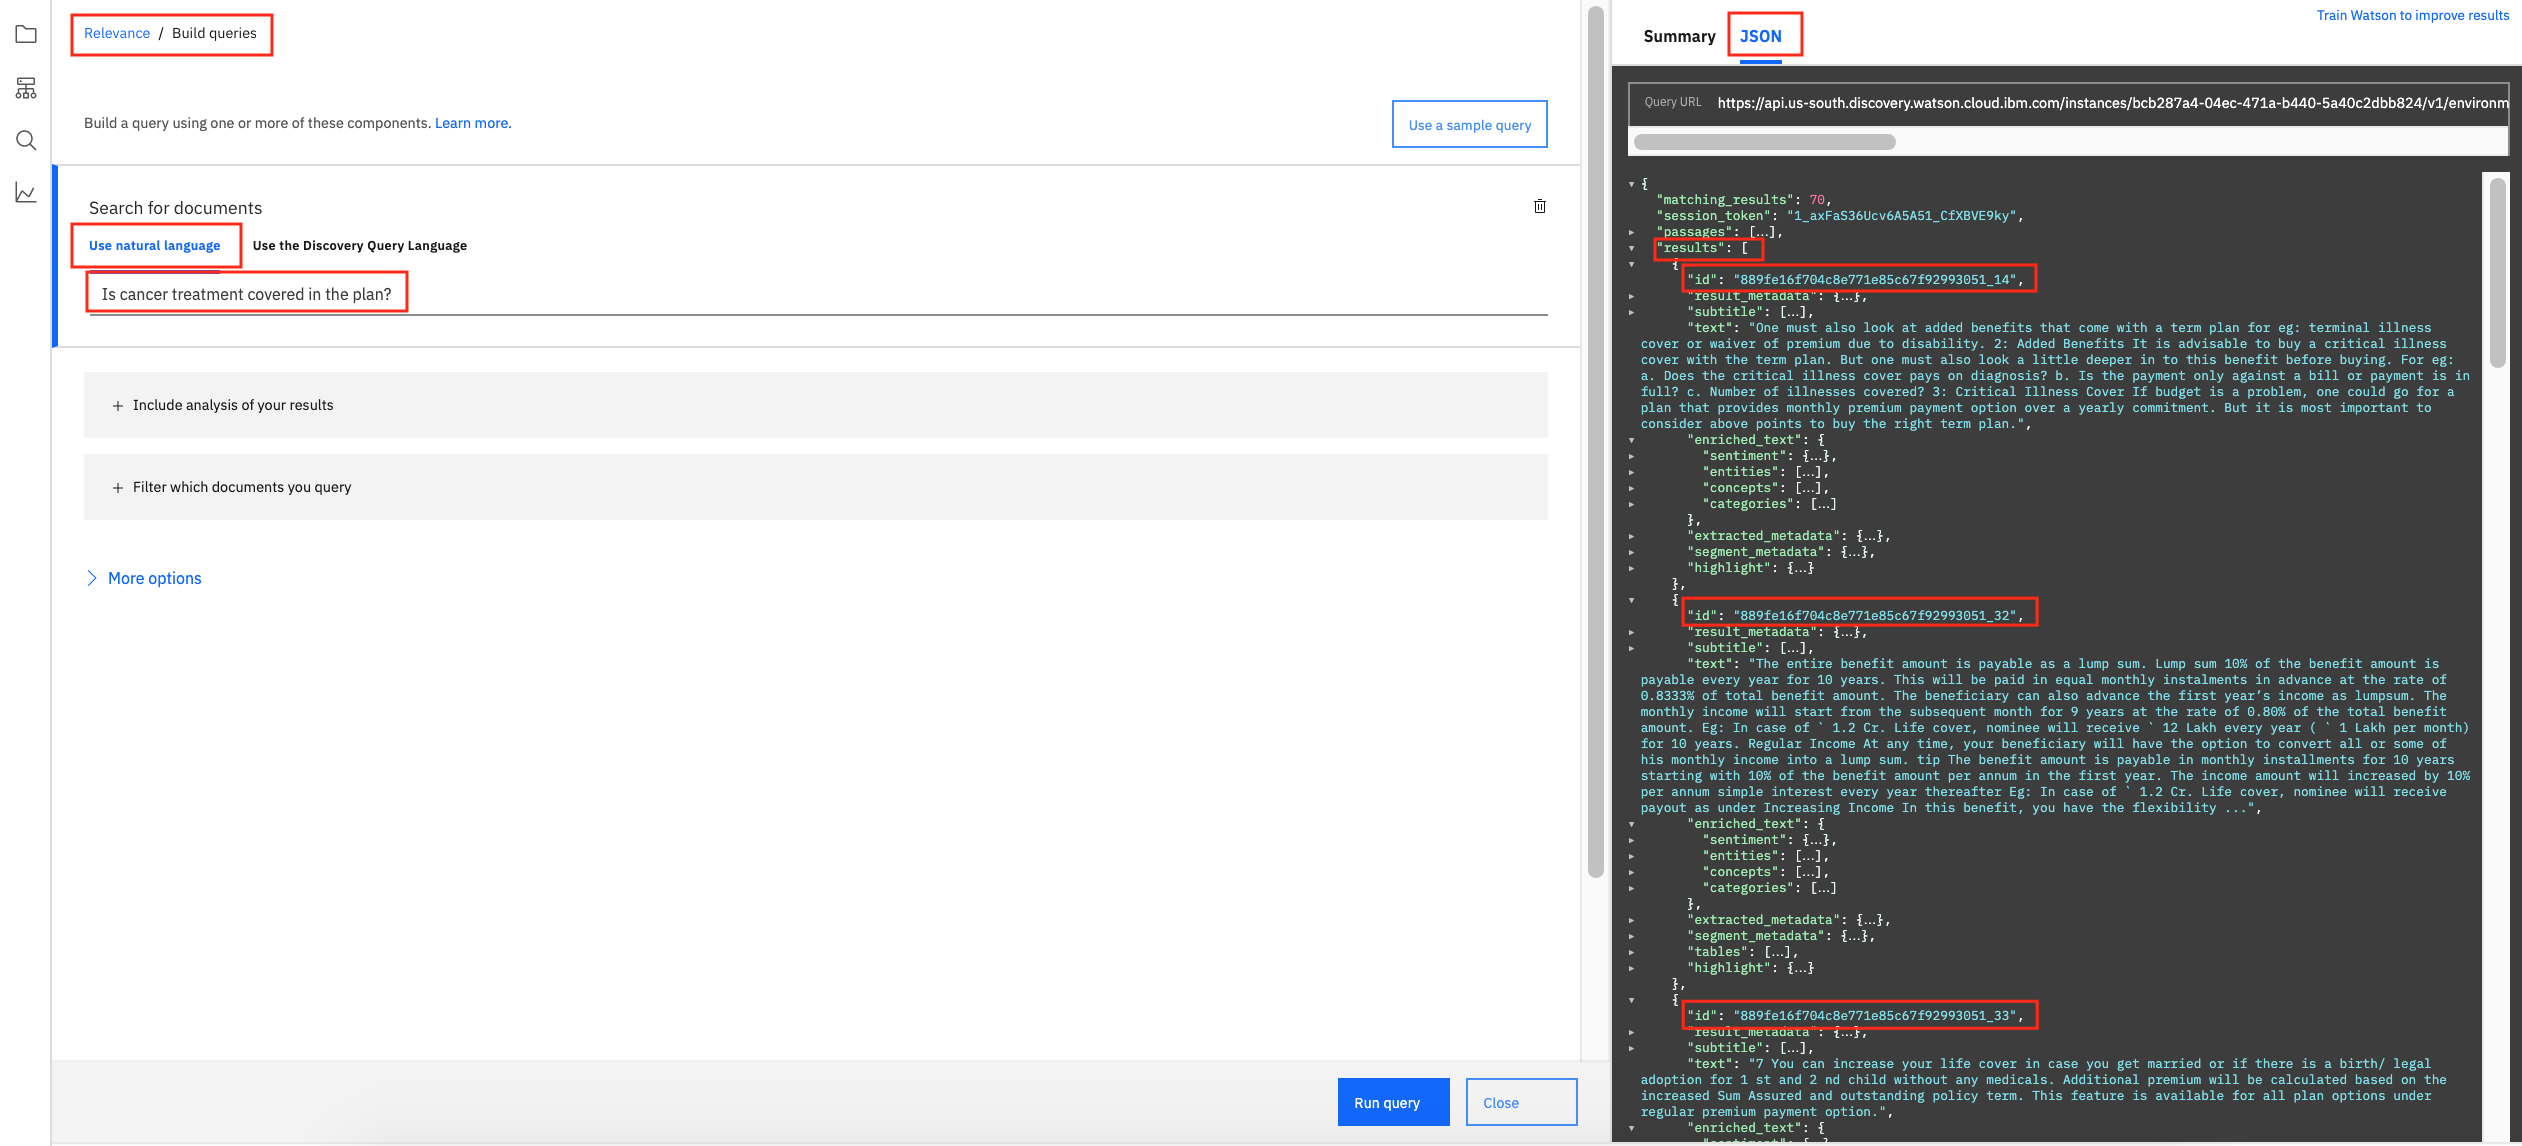 Relevance / Build queries
Build a query using one or more of these components. Learn more.
Use a sample query
Search for documents
Use natural language
Use the Discovery Query Language
Is cancer treatment covered in the plan?
+ Include analysis of your results
+ Filter which documents you query
More options
Run query
Close
Train Watson to improve results
Summary
JSON
Query URL https://api.us-south.discovery.watson.cloud.ibm.com/instances/bcb287a4-04ec-471a-b440-5a40c2dbb824/v1/environm
{
"matching_results": 70,
"session_token": "1_axFaS36Ucv6A5A51_CfXBVE9ky",
"passages": […],
"results": [
{
"id": "889fe16f704c8e771e85c67f92993051_14",
"result_metadata": {…},
"subtitle": […],
"text": "One must also look at added benefits that come with a term plan for eg: terminal illness
cover or waiver of premium due to disability. 2: Added Benefits It is advisable to buy a critical illness
cover with the term plan. But one must also look a little deeper in to this benefit before buying. For eg:
a. Does the critical illness cover pays on diagnosis? b. Is the payment only against a bill or payment is in
full? c. Number of illnesses covered? 3: Critical Illness Cover If budget is a problem, one could go for a
plan that provides monthly premium payment option over a yearly commitment. But it is most important to
consider above points to buy the right term plan.",
"enriched_text": {
"sentiment": {…},
"entities": […],
"concepts": […],
"categories": […]
},
"extracted_metadata": {…},
"segment_metadata": {…},
"highlight": {…}
},
{
"id": "889fe16f704c8e771e85c67f92993051_32",
"result_metadata": {…},
"subtitle": […],
"text": "The entire benefit amount is payable as a lump sum. Lump sum 10% of the benefit amount is
payable every year for 10 years. This will be paid in equal monthly instalments in advance at the rate of
0.8333% of total benefit amount. The beneficiary can also advance the first year’s income as lumpsum. The
monthly income will start from the subsequent month for 9 years at the rate of 0.80% of the total benefit
amount. Eg: In case of ` 1.2 Cr. Life cover, nominee will receive ` 12 Lakh every year ( ` 1 Lakh per month)
for 10 years. Regular Income At any time, your beneficiary will have the option to convert all or some of
his monthly income into a lump sum. tip The benefit amount is payable in monthly installments for 10 years
starting with 10% of the benefit amount per annum in the first year. The income amount will increased by 10%
per annum simple interest every year thereafter Eg: In case of ` 1.2 Cr. Life cover, nominee will receive
payout as under Increasing Income In this benefit, you have the flexibility ...",
"enriched_text": {
"sentiment": {…},
"entities": […],
"concepts": […],
"categories": […]
},
"extracted_metadata": {…},
"segment_metadata": {…},
"tables": […],
"highlight": {…}
},
{
"id": "889fe16f704c8e771e85c67f92993051_33",
"result_metadata": {…},
"subtitle": […],
"text": "7 You can increase your life cover in case you get married or if there is a birth/ legal
adoption for 1 st and 2 nd child without any medicals. Additional premium will be calculated based on the
increased Sum Assured and outstanding policy term. This feature is available for all plan options under
regular premium payment option.",
"enriched_text": {